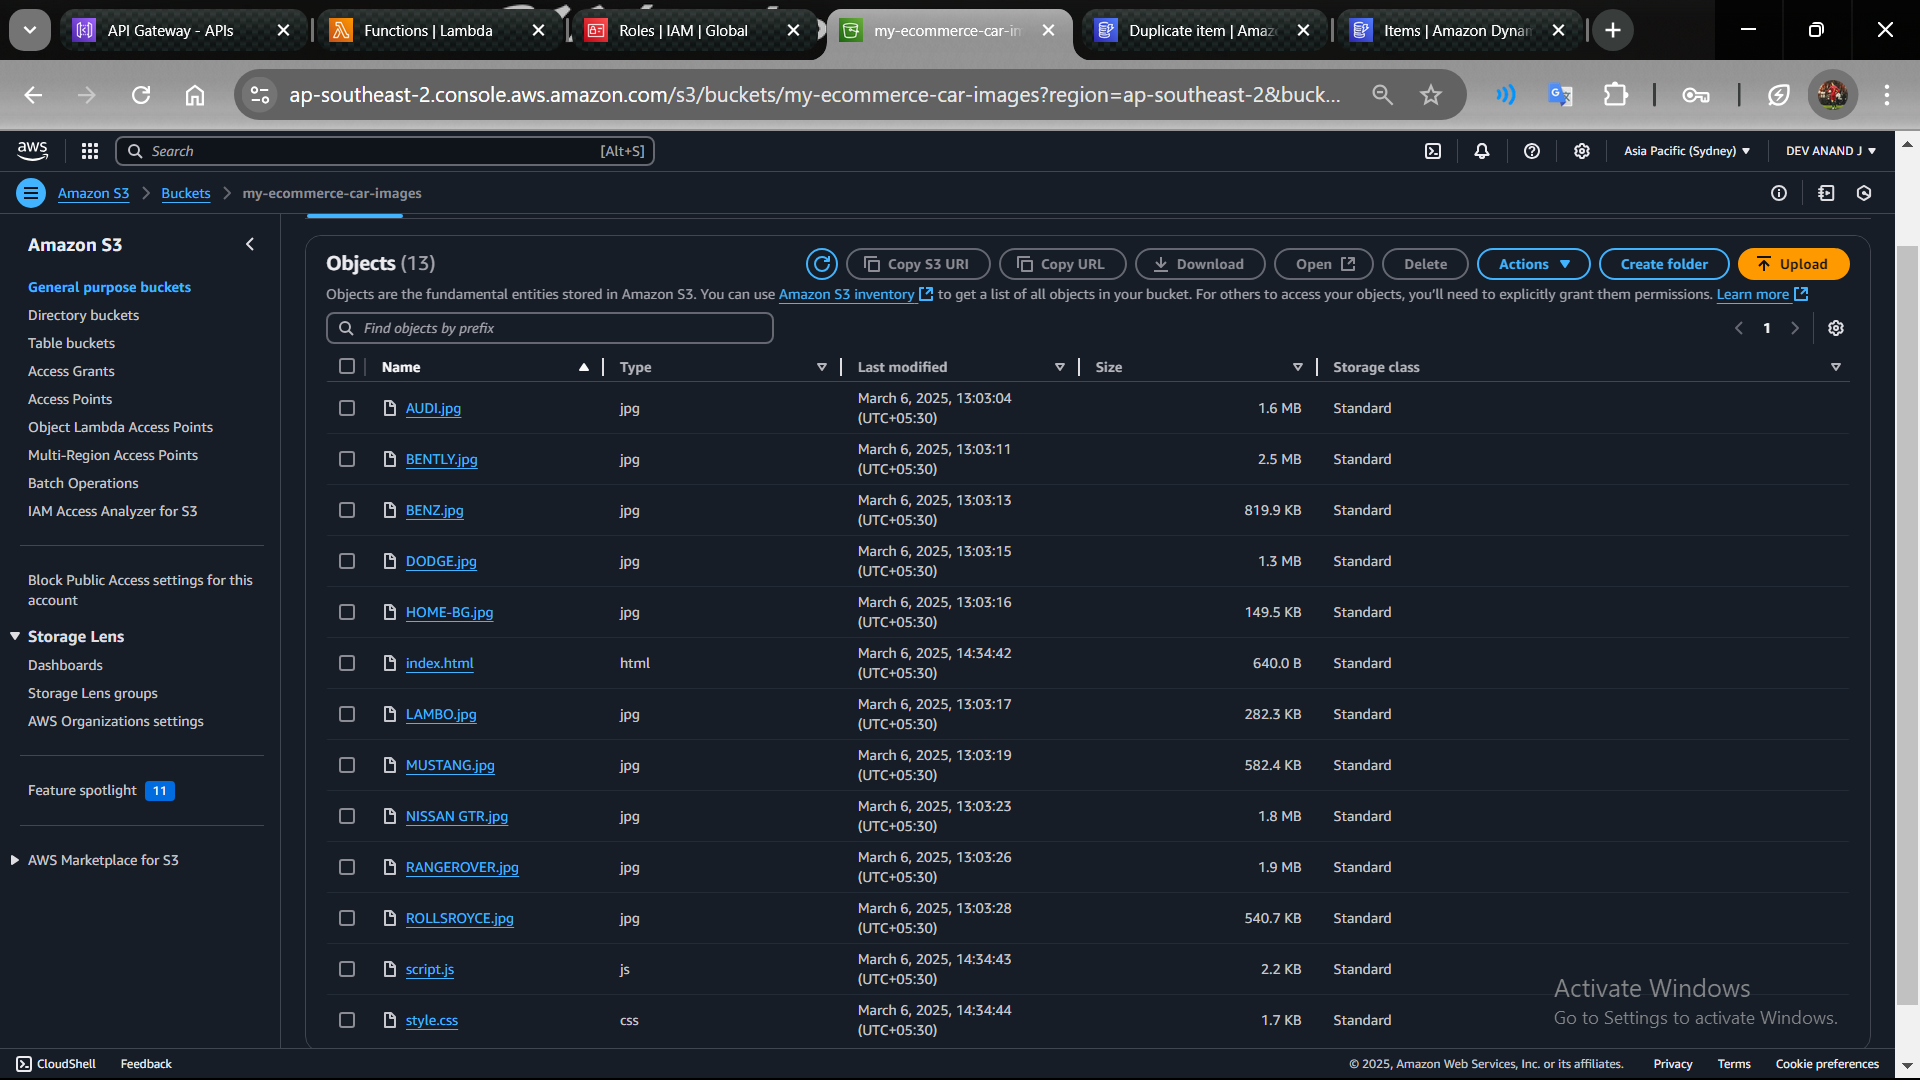 API Gateway - APIs
Functions | Lambda
Roles | IAM | Global
my-ecommerce-car-in
Duplicate item | Amaz
Items | Amazon Dynam
ap-southeast-2.console.aws.amazon.com/s3/buckets/my-ecommerce-car-images?region=ap-southeast-2&buck...
aws
Search
[Alt+S]
Asia Pacific (Sydney)
DEV ANAND J
Amazon S3
Buckets
my-ecommerce-car-images
Amazon S3
General purpose buckets
Directory buckets
Table buckets
Access Grants
Access Points
Object Lambda Access Points
Multi-Region Access Points
Batch Operations
IAM Access Analyzer for S3
Block Public Access settings for this
account
Storage Lens
Dashboards
Storage Lens groups
AWS Organizations settings
Feature spotlight 11
AWS Marketplace for S3
Objects (13)
Copy S3 URI
Copy URL
Download
Open
Delete
Actions
Create folder
Upload
Objects are the fundamental entities stored in Amazon S3. You can use Amazon S3 inventory to get a list of all objects in your bucket. For others to access your objects, you'll need to explicitly grant them permissions. Learn more
Find objects by prefix
1
Name Type Last modified Size Storage class
AUDI.jpg jpg March 6, 2025, 13:03:04 (UTC+05:30) 1.6 MB Standard
BENTLY.jpg jpg March 6, 2025, 13:03:11 (UTC+05:30) 2.5 MB Standard
BENZ.jpg jpg March 6, 2025, 13:03:13 (UTC+05:30) 819.9 KB Standard
DODGE.jpg jpg March 6, 2025, 13:03:15 (UTC+05:30) 1.3 MB Standard
HOME-BG.jpg jpg March 6, 2025, 13:03:16 (UTC+05:30) 149.5 KB Standard
index.html html March 6, 2025, 14:34:42 (UTC+05:30) 640.0 B Standard
LAMBO.jpg jpg March 6, 2025, 13:03:17 (UTC+05:30) 282.3 KB Standard
MUSTANG.jpg jpg March 6, 2025, 13:03:19 (UTC+05:30) 582.4 KB Standard
NISSAN GTR.jpg jpg March 6, 2025, 13:03:23 (UTC+05:30) 1.8 MB Standard
RANGEROVER.jpg jpg March 6, 2025, 13:03:26 (UTC+05:30) 1.9 MB Standard
ROLLSROYCE.jpg jpg March 6, 2025, 13:03:28 (UTC+05:30) 540.7 KB Standard
script.js js March 6, 2025, 14:34:43 (UTC+05:30) 2.2 KB Standard
style.css css March 6, 2025, 14:34:44 (UTC+05:30) 1.7 KB Standard
Activate Windows
Go to Settings to activate Windows.
CloudShell
Feedback
© 2025, Amazon Web Services, Inc. or its affiliates.
Privacy
Terms
Cookie preferences